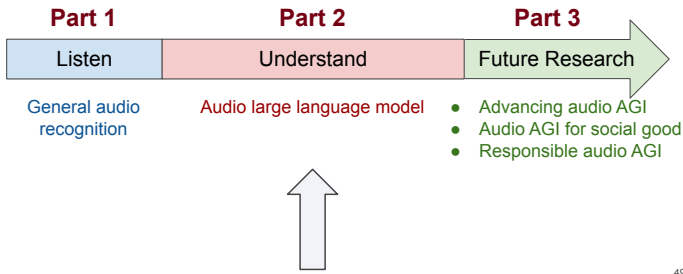 Part 1
Part 2
Part 3
Listen
Understand
Future Research
General audio
recognition
Audio large language model
● Advancing audio AGI
● Audio AGI for social good
● Responsible audio AGI